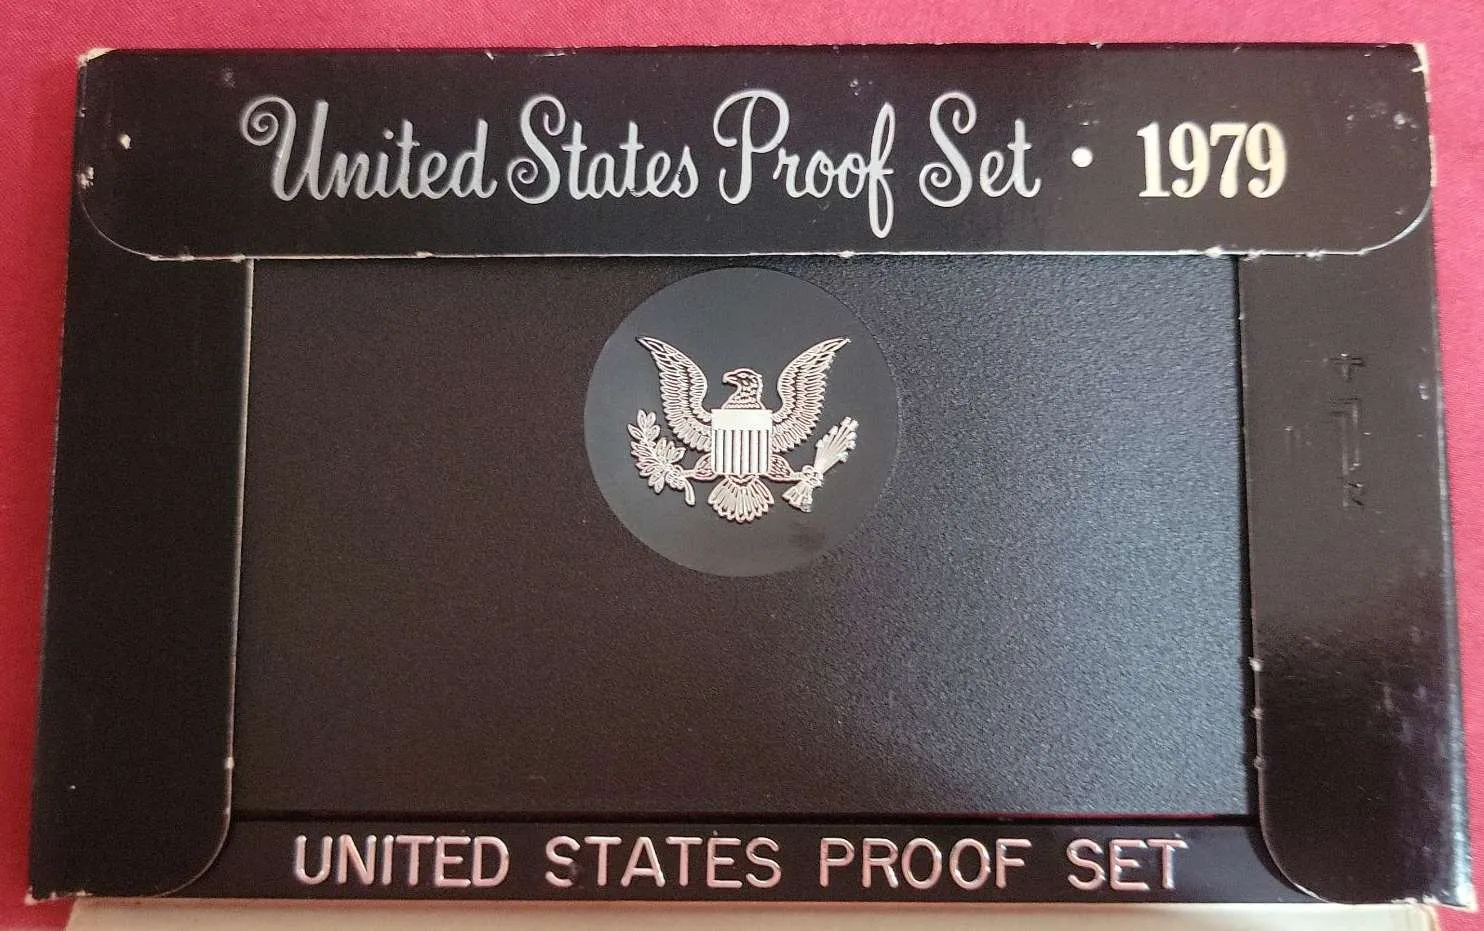 United States Proof Set • 1979
UNITED STATES PROOF SET